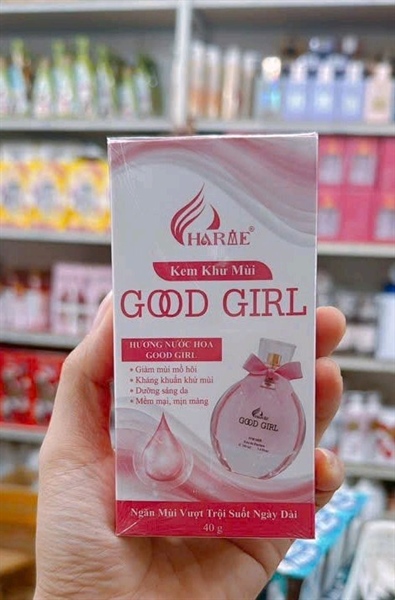 CHARME®
Kem Khử Mùi
GOOD GIRL
HƯƠNG NƯỚC HOA
GOOD GIRL
• Giảm mùi mồ hôi
• Kháng khuẩn khử mùi
• Dưỡng sáng da
• Mềm mại, mịn màng
GOOD GIRL
Ngăn Mùi Vượt Trội Suốt Ngày Dài
40 g